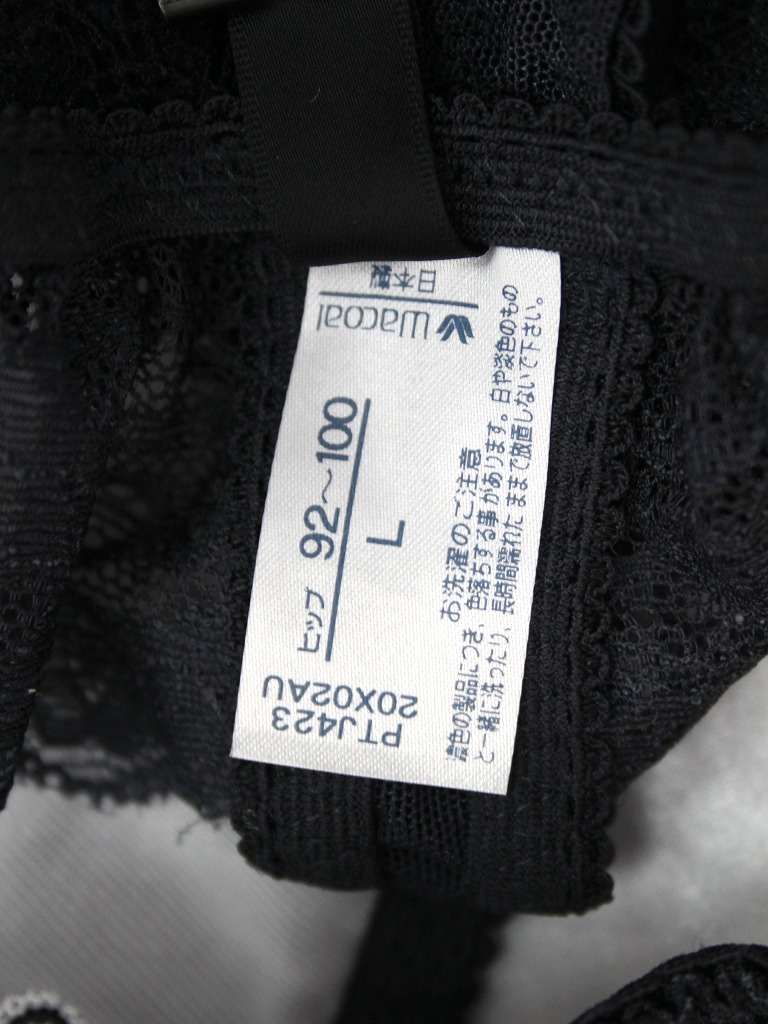 Wacoal
日本製
ヒップ 92～100
L
お洗濯のご注意
濃色の製品につき、色落ちする事があります。白や淡色のもの
と一緒に洗ったり、長時間濡れたままで放置しないで下さい。
PTJ423
20X02AU